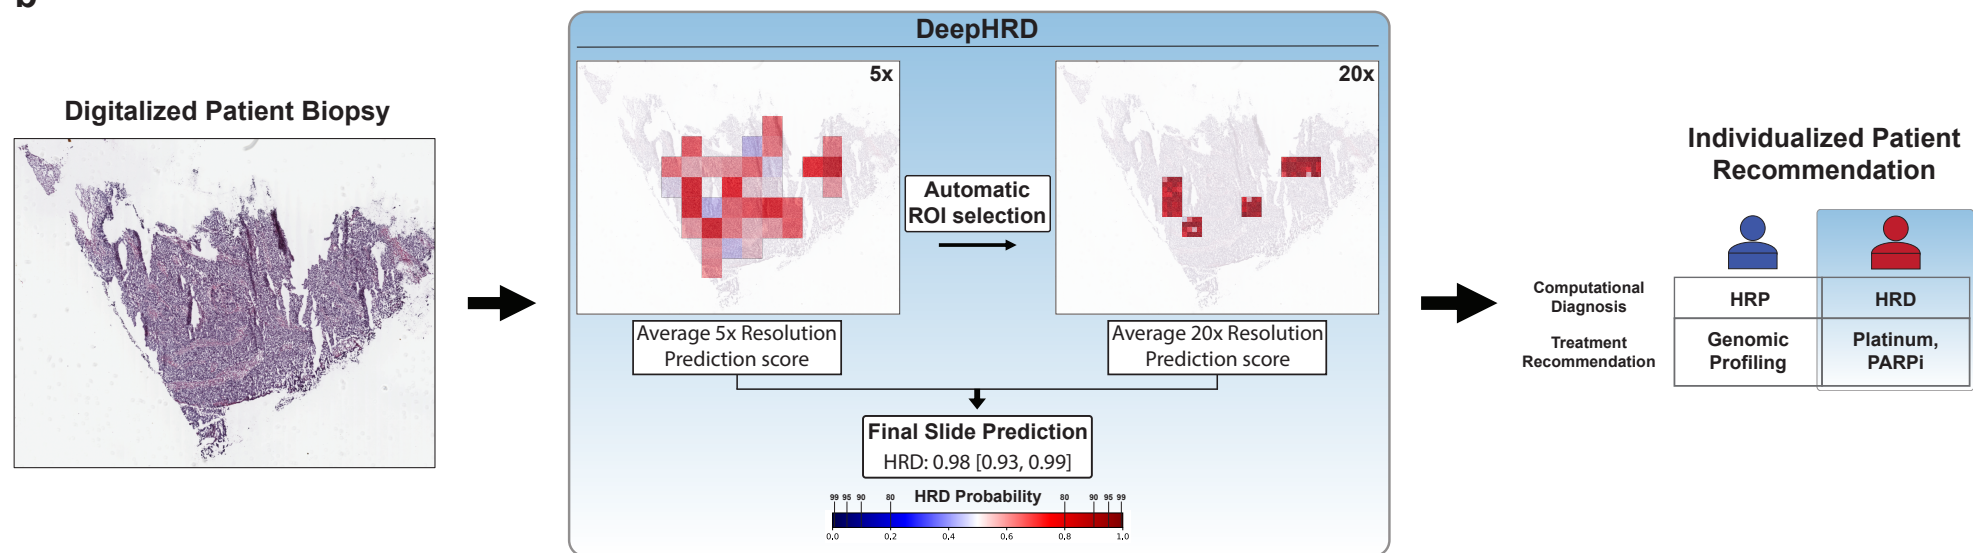 b
Digitalized Patient Biopsy
DeepHRD
5x
20x
Automatic
ROI selection
Average 5x Resolution
Prediction score
Average 20x Resolution
Prediction score
Final Slide Prediction
HRD: 0.98 [0.93, 0.99]
HRD Probability
99 95 90 80 80 90 95 99
0.0 0.2 0.4 0.6 0.8 1.0
Individualized Patient
Recommendation
Computational
Diagnosis
HRP
HRD
Treatment
Recommendation
Genomic
Profiling
Platinum,
PARPi